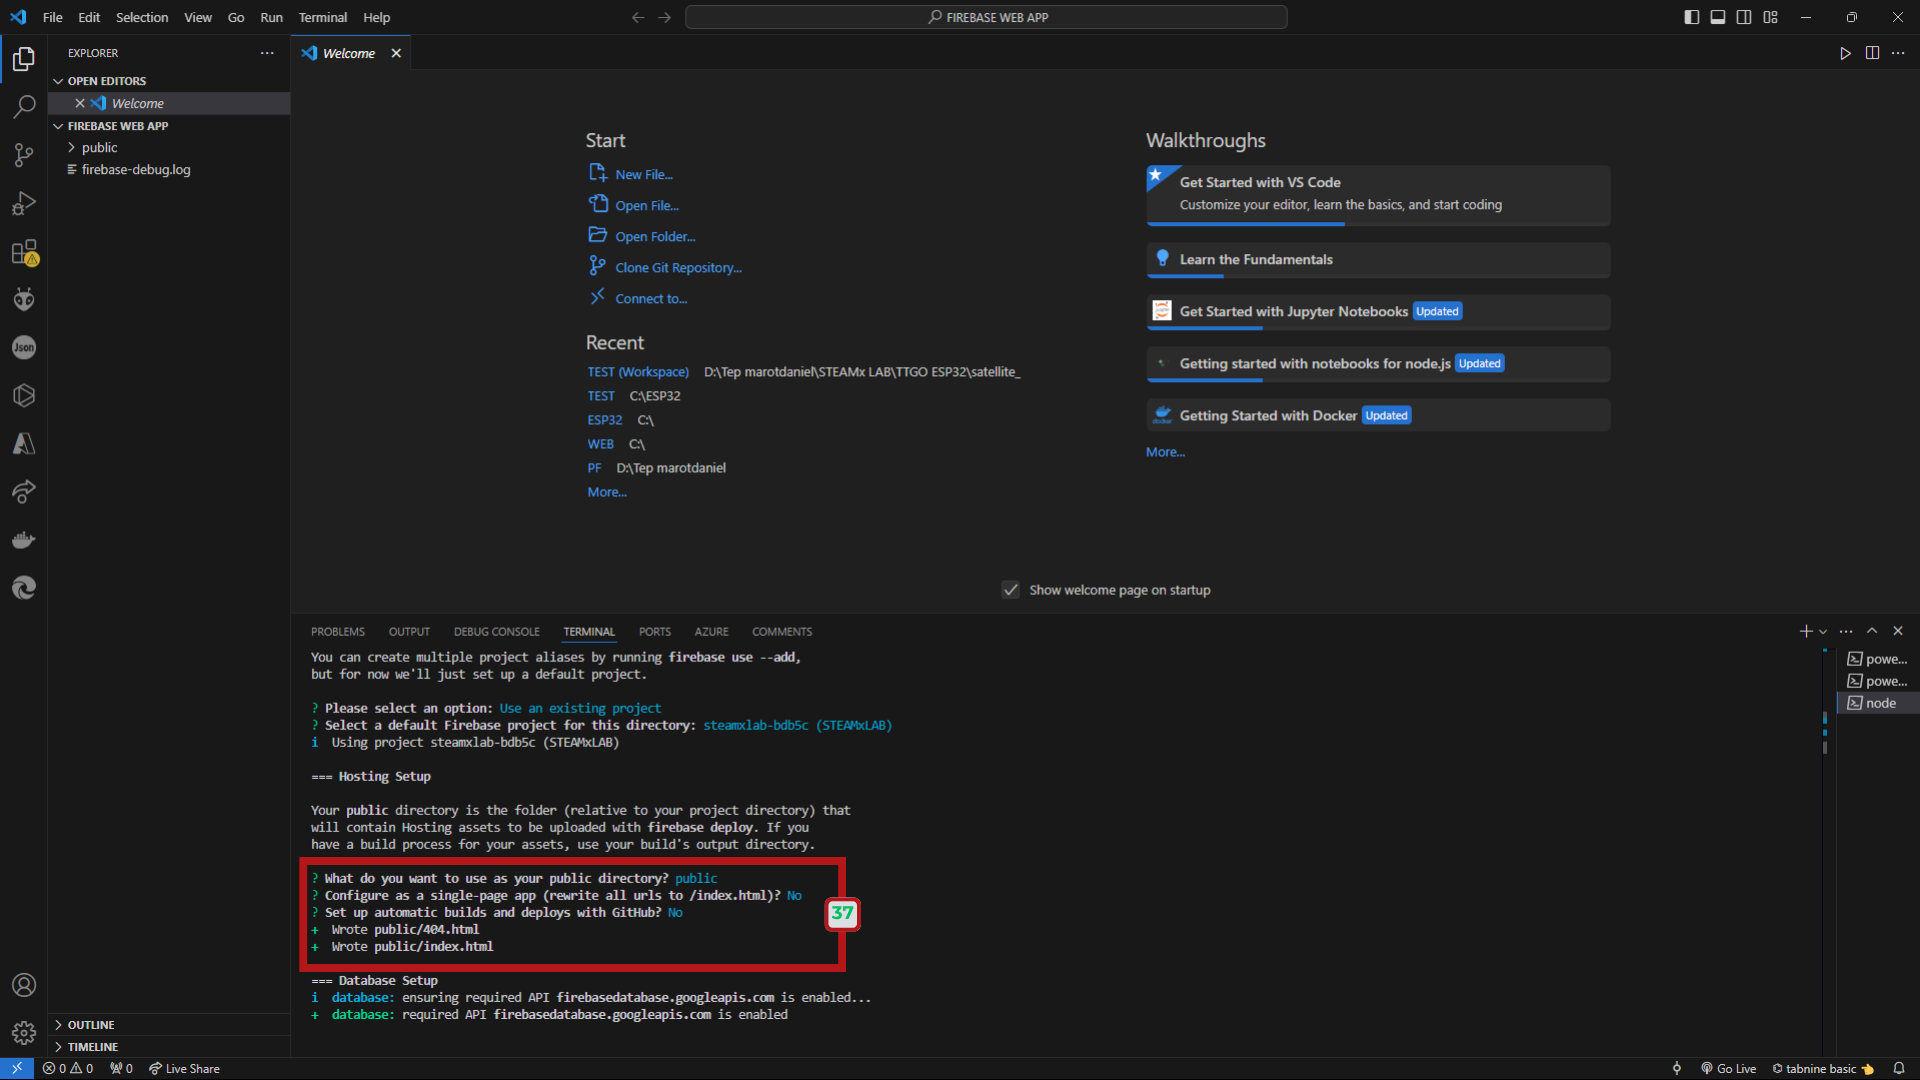 File Edit Selection View Go Run Terminal Help
FIREBASE WEB APP
EXPLORER
OPEN EDITORS
Welcome
FIREBASE WEB APP
public
firebase-debug.log
Json
OUTLINE
TIMELINE
Welcome
Start
New File...
Open File...
Open Folder...
Clone Git Repository...
Connect to...
Recent
TEST (Workspace) D:\Tep marotdaniel\STEAMx LAB\TTGO ESP32\satellite_
TEST C:\ESP32
ESP32 C:\
WEB C:\
PF D:\Tep marotdaniel
More...
Walkthroughs
Get Started with VS Code
Customize your editor, learn the basics, and start coding
Learn the Fundamentals
Get Started with Jupyter Notebooks Updated
Getting started with notebooks for node.js Updated
Getting Started with Docker Updated
More...
Show welcome page on startup
PROBLEMS OUTPUT DEBUG CONSOLE TERMINAL PORTS AZURE COMMENTS
You can create multiple project aliases by running firebase use --add,
but for now we'll just set up a default project.
? Please select an option: Use an existing project
? Select a default Firebase project for this directory: steamxlab-bdb5c (STEAMxLAB)
i Using project steamxlab-bdb5c (STEAMxLAB)
=== Hosting Setup
Your public directory is the folder (relative to your project directory) that
will contain Hosting assets to be uploaded with firebase deploy. If you
have a build process for your assets, use your build's output directory.
? What do you want to use as your public directory? public
? Configure as a single-page app (rewrite all urls to /index.html)? No
? Set up automatic builds and deploys with GitHub? No
+ Wrote public/404.html
+ Wrote public/index.html
37
=== Database Setup
i database: ensuring required API firebasedatabase.googleapis.com is enabled...
+ database: required API firebasedatabase.googleapis.com is enabled
powe...
powe...
node
0 0 0 Live Share
Go Live tabnine basic